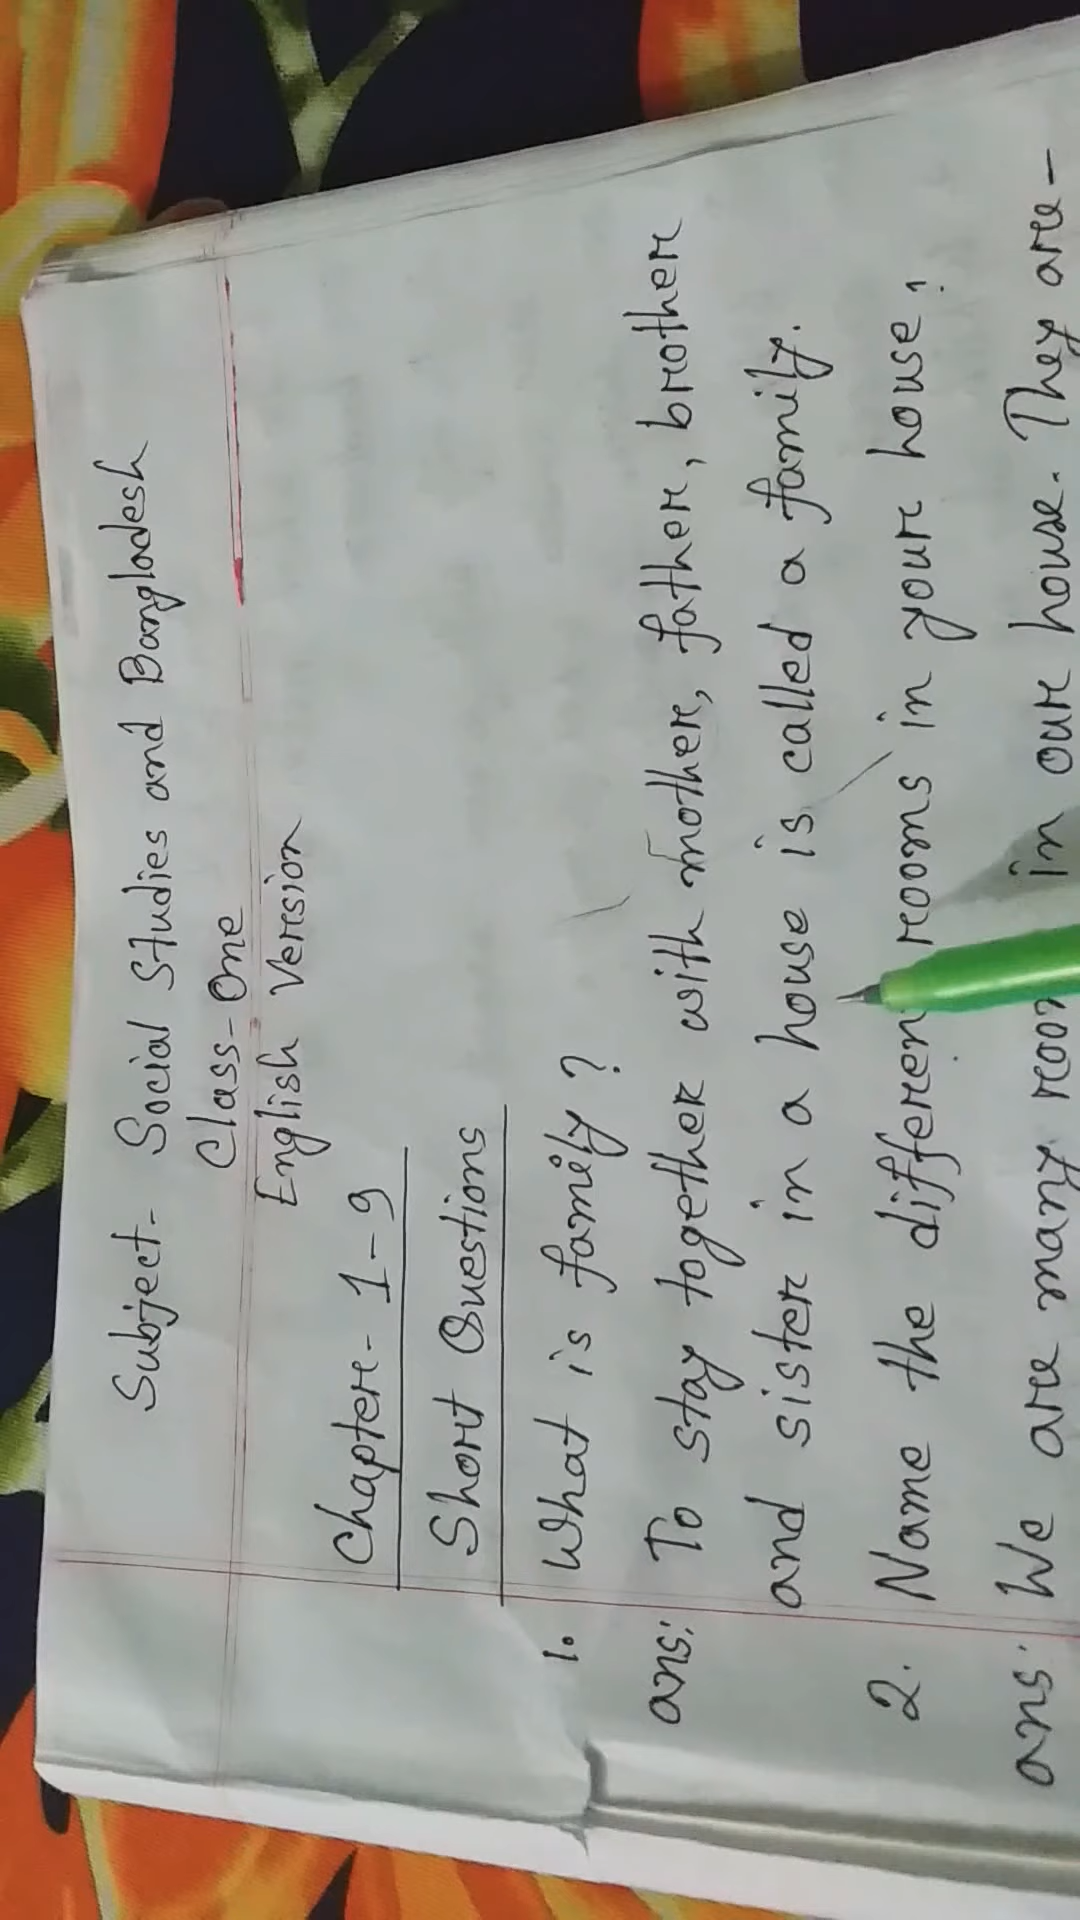 Subject- Social Studies and Bangladesh
Class-One
English Version
Chapter- 1-9
Short Questions
1. What is family?
ans: To stay together with mother, father, brother
and sister in a house is called a family.
2. Name the different rooms in your house?
ans: We are many in our house. They are-